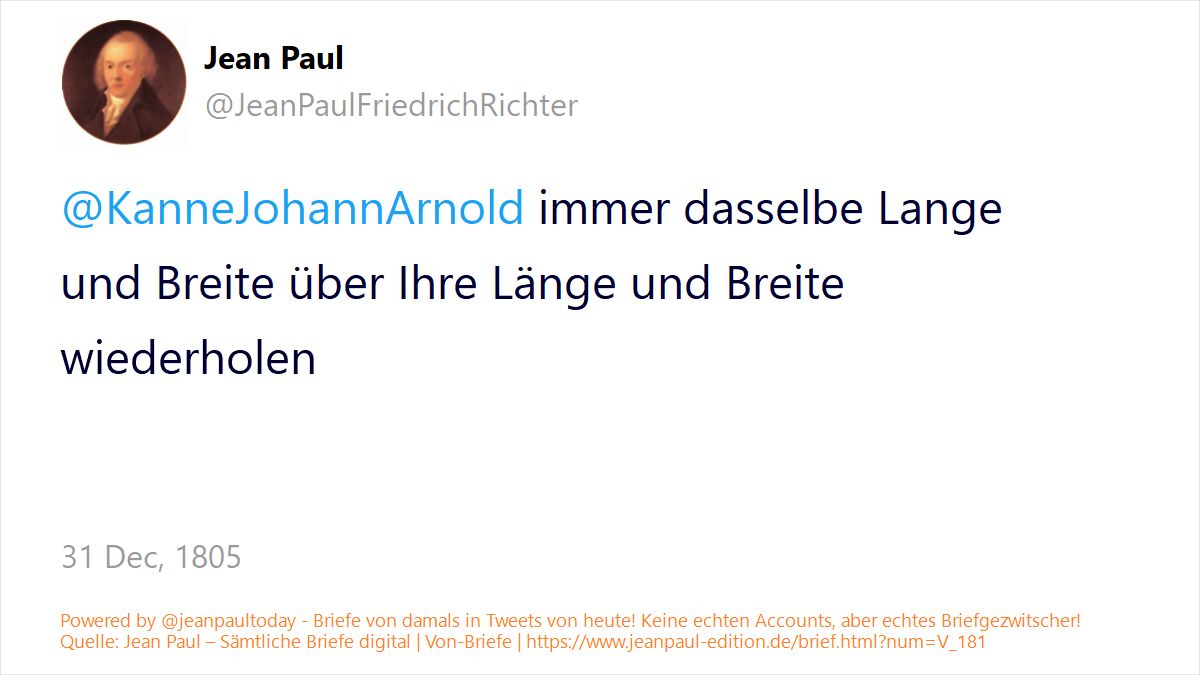 Jean Paul
@JeanPaulFriedrichRichter
@KanneJohannArnold immer dasselbe Lange
und Breite über Ihre Länge und Breite
wiederholen
31 Dec, 1805
Powered by @jeanpaultoday - Briefe von damals in Tweets von heute! Keine echten Accounts, aber echtes Briefgezwitscher!
Quelle: Jean Paul – Sämtliche Briefe digital | Von-Briefe | https://www.jeanpaul-edition.de/brief.html?num=V_181